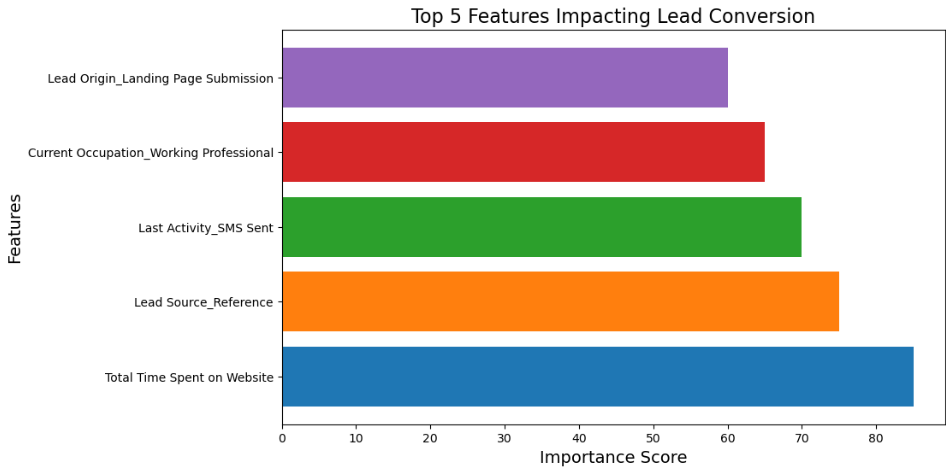 Top 5 Features Impacting Lead Conversion
Lead Origin_Landing Page Submission
Current Occupation_Working Professional
Last Activity_SMS Sent
Lead Source_Reference
Total Time Spent on Website
Features
0 10 20 30 40 50 60 70 80
Importance Score